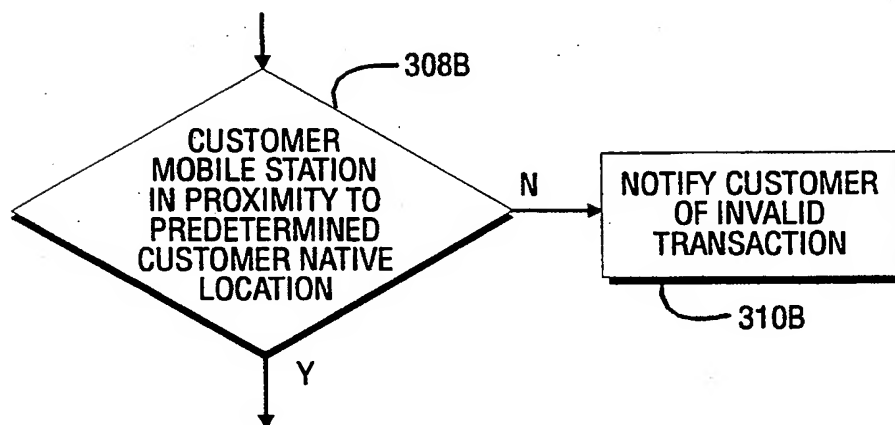 308B
CUSTOMER
MOBILE STATION
IN PROXIMITY TO
PREDETERMINED
CUSTOMER NATIVE
LOCATION
N
NOTIFY CUSTOMER
OF INVALID
TRANSACTION
310B
Y